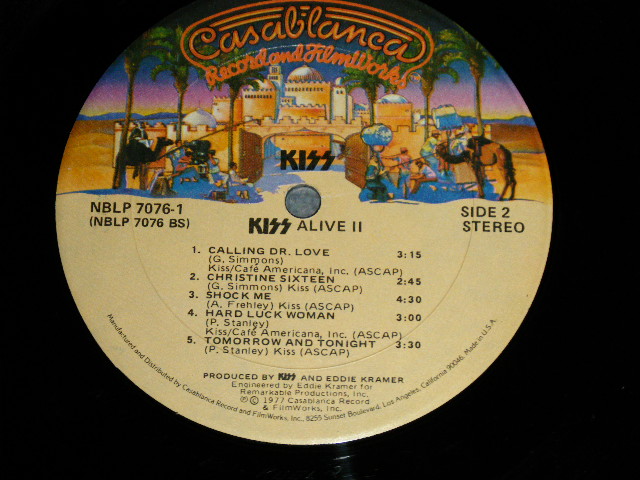 Casablanca
Record and FilmWorks
KISS
NBLP 7076-1
(NBLP 7076 BS)
SIDE 2
STEREO
KISS ALIVE II
1. CALLING DR. LOVE 3:15
(G. Simmons)
Kiss/Café Americana, Inc. (ASCAP)
2. CHRISTINE SIXTEEN 2:45
(G. Simmons) Kiss (ASCAP)
3. SHOCK ME 4:30
(A. Frehley) Kiss (ASCAP)
4. HARD LUCK WOMAN 3:00
(P. Stanley)
Kiss/Café Americana, Inc. (ASCAP)
5. TOMORROW AND TONIGHT 3:30
(P. Stanley) Kiss (ASCAP)
PRODUCED BY KISS AND EDDIE KRAMER
Engineered by Eddie Kramer for
Remarkable Productions, Inc.
℗ © 1977 Casablanca Record
& FilmWorks, Inc.
Manufactured and Distributed by Casablanca Record and FilmWorks, Inc., 8255 Sunset Boulevard, Los Angeles, California 90046. Made in U.S.A.